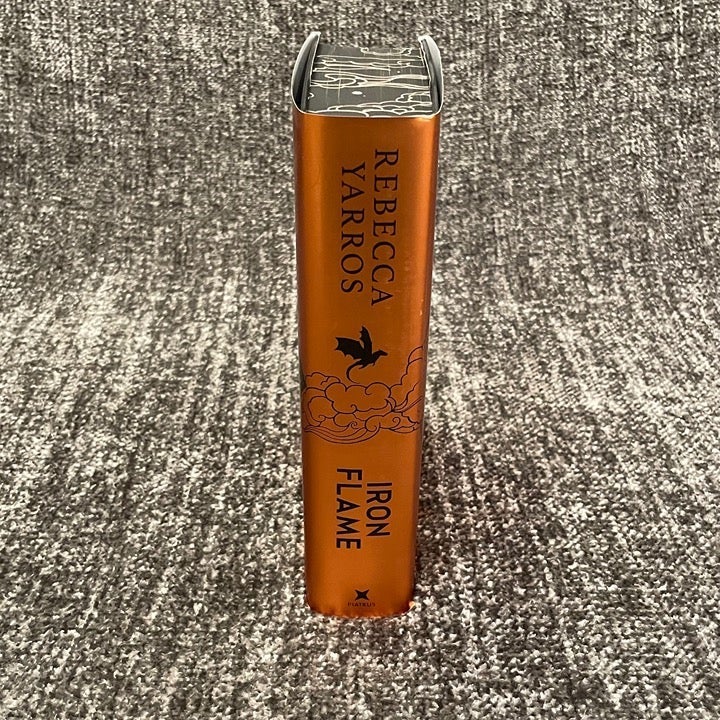 REBECCA
YARROS
IRON
FLAME
PIATKUS